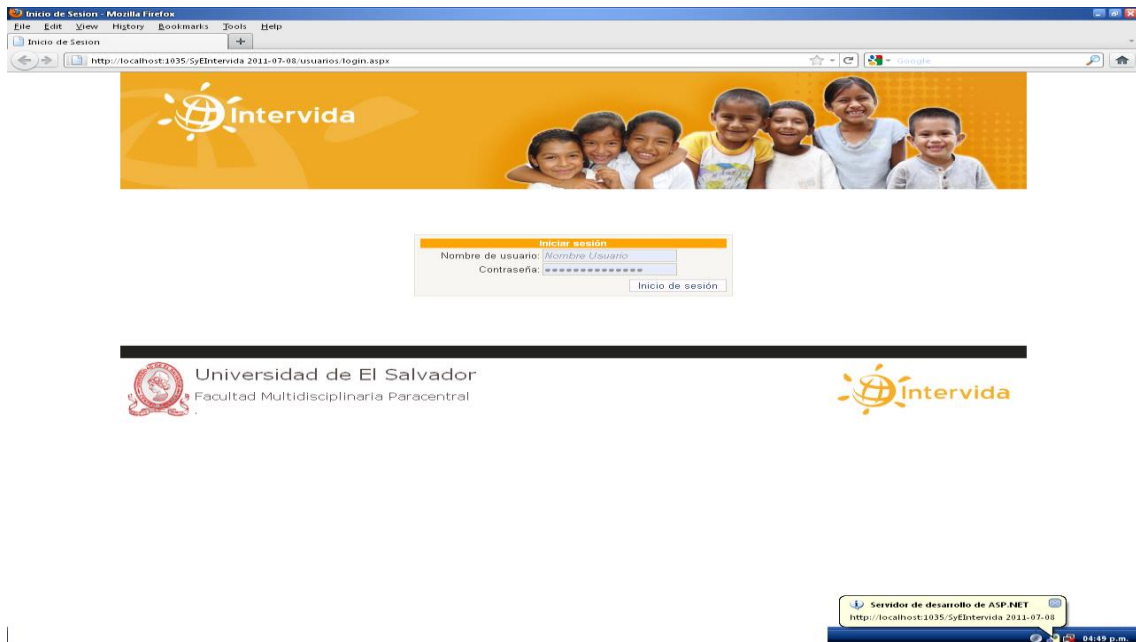 Inicio de Sesion - Mozilla Firefox
File Edit View History Bookmarks Tools Help
Inicio de Sesion
http://localhost:1035/SyEIntervida 2011-07-08/usuarios/login.aspx
Google
intervida
Iniciar sesión
Nombre de usuario: Nombre Usuario
Contraseña:
Inicio de sesión
Universidad de El Salvador
Facultad Multidisciplinaria Paracentral
.
intervida
Servidor de desarrollo de ASP.NET
http://localhost:1035/SyEIntervida 2011-07-08
04:49 p.m.